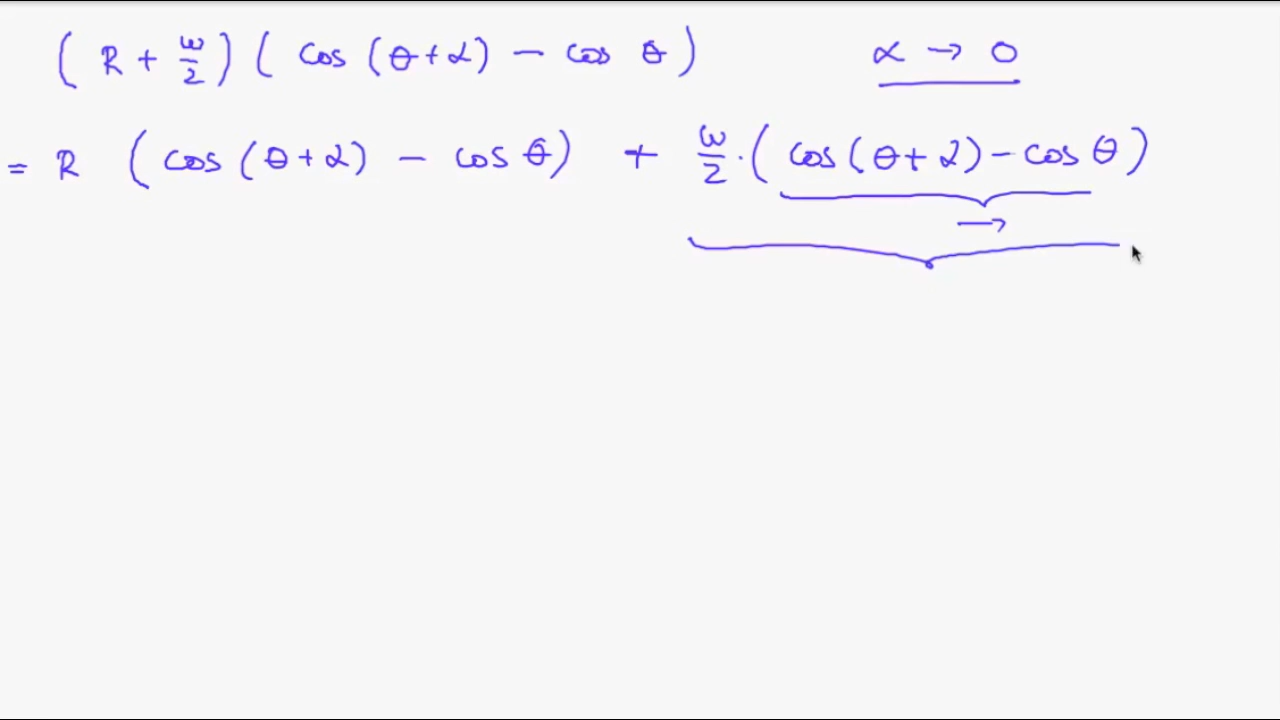 (R + w/2) (cos (θ+α) − cos θ) α → 0
= R (cos (θ+α) − cos θ) + w/2 · (cos (θ+α) − cos θ)
→